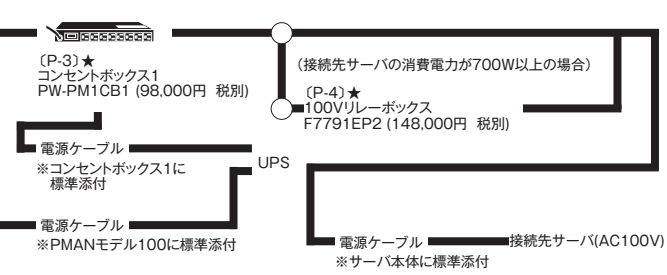 〔P-3〕★
コンセントボックス1
PW-PM1CB1 (98,000円 税別)
（接続先サーバの消費電力が700W以上の場合）
〔P-4〕★
100Vリレーボックス
F7791EP2 (148,000円 税別)
電源ケーブル
※コンセントボックス1に
標準添付
UPS
電源ケーブル
※PMANモデル100に標準添付
電源ケーブル
※サーバ本体に標準添付
接続先サーバ(AC100V)